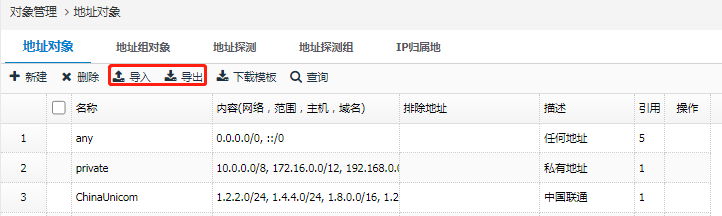 对象管理 > 地址对象
地址对象 地址组对象 地址探测 地址探测组 IP归属地
新建 删除 导入 导出 下载模板 查询
名称 内容(网络，范围，主机，域名) 排除地址 描述 引用 操作
1 any 0.0.0.0/0, ::/0 任何地址 5
2 private 10.0.0.0/8, 172.16.0.0/12, 192.168.0.0 私有地址 1
3 ChinaUnicom 1.2.2.0/24, 1.4.4.0/24, 1.8.0.0/16, 1.2 中国联通 1